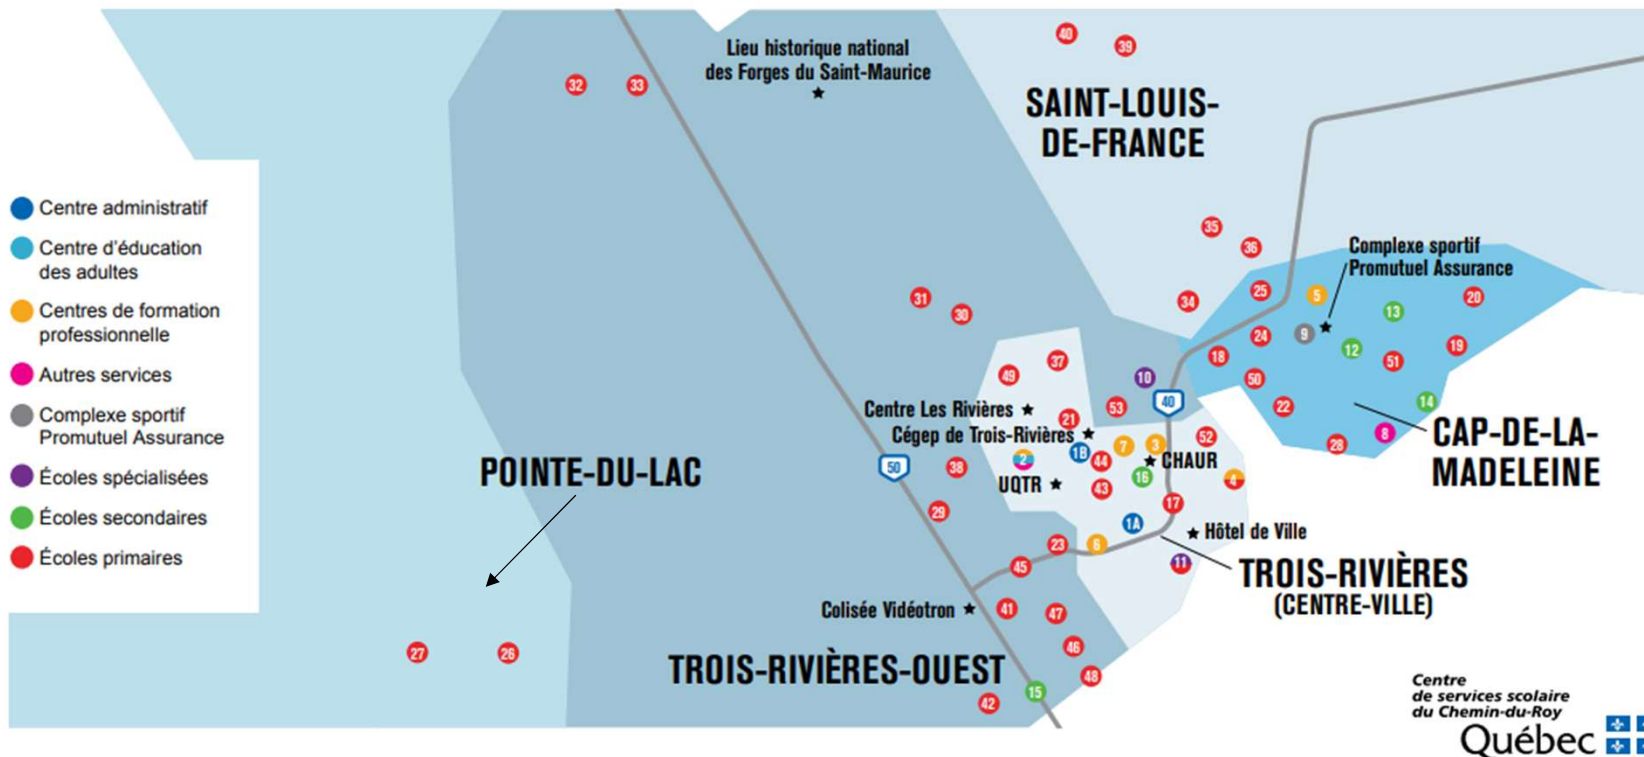 Lieu historique national
des Forges du Saint-Maurice
40
39
SAINT-LOUIS-
DE-FRANCE
32
33
Centre administratif
Centre d'éducation
des adultes
Centres de formation
professionnelle
Autres services
Complexe sportif
Promutuel Assurance
Écoles spécialisées
Écoles secondaires
Écoles primaires
35
36
Complexe sportif
Promutuel Assurance
31
30
34
25
5
13
20
24
9
12
19
18
51
50
22
14
28
8
CAP-DE-LA-
MADELEINE
37
49
10
40
53
Centre Les Rivières
21
Cégep de Trois-Rivières
7
3
52
1B
44
CHAUR
2
16
4
UQTR
43
17
50
38
29
POINTE-DU-LAC
1A
Hôtel de Ville
23
6
45
11
TROIS-RIVIÈRES
(CENTRE-VILLE)
Colisée Vidéotron
41
47
46
48
27
26
TROIS-RIVIÈRES-OUEST
15
42
Centre
de services scolaire
du Chemin-du-Roy
Québec